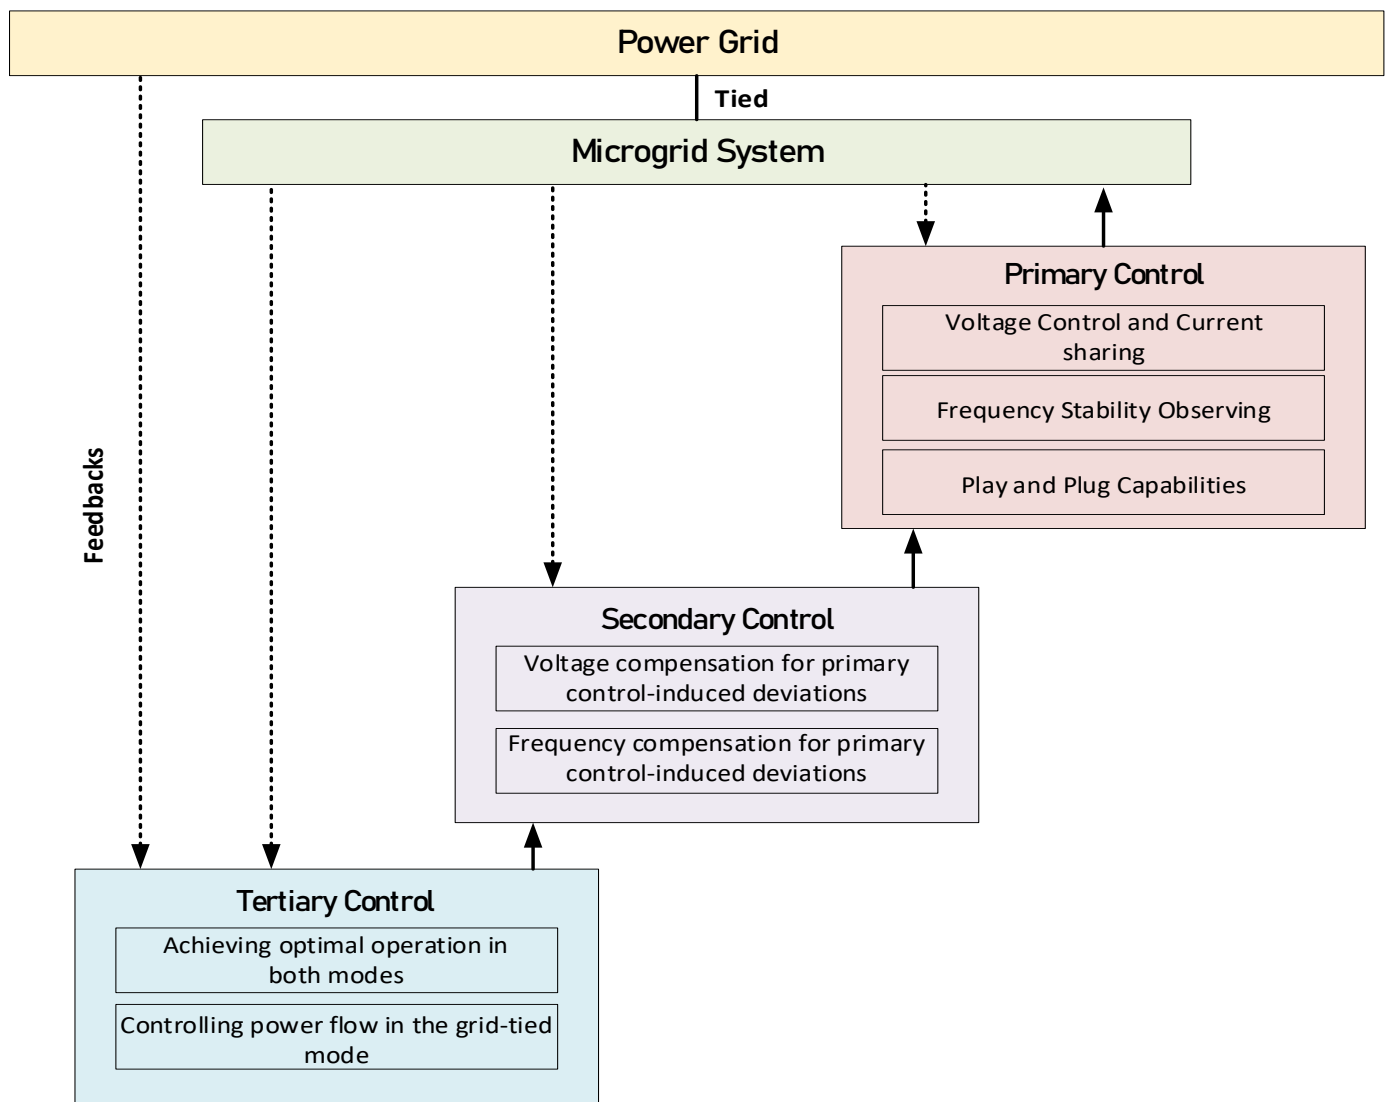 Power Grid
Tied
Microgrid System
Primary Control
Voltage Control and Current
sharing
Frequency Stability Observing
Play and Plug Capabilities
Feedbacks
Secondary Control
Voltage compensation for primary
control-induced deviations
Frequency compensation for primary
control-induced deviations
Tertiary Control
Achieving optimal operation in
both modes
Controlling power flow in the grid-tied
mode